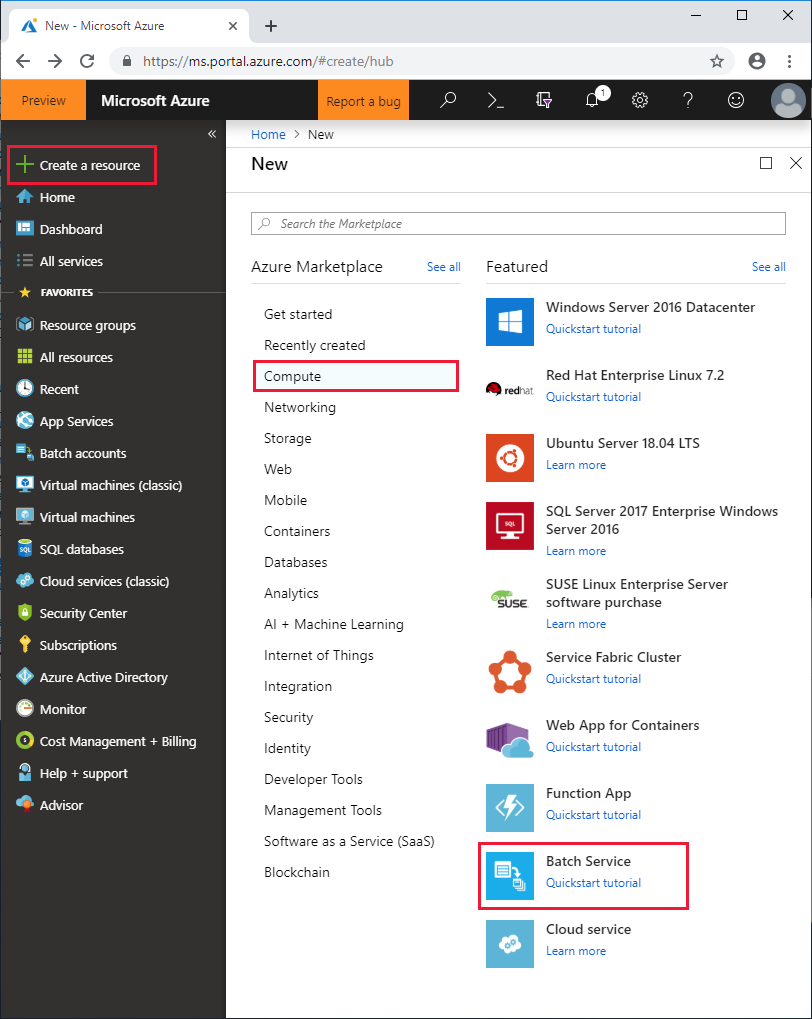 New - Microsoft Azure
https://ms.portal.azure.com/#create/hub
Preview
Microsoft Azure
Report a bug
1
Create a resource
Home
Dashboard
All services
FAVORITES
Resource groups
All resources
Recent
App Services
Batch accounts
Virtual machines (classic)
Virtual machines
SQL
SQL databases
Cloud services (classic)
Security Center
Subscriptions
Azure Active Directory
Monitor
Cost Management + Billing
Help + support
Advisor
Home > New
New
Search the Marketplace
Azure Marketplace
See all
Get started
Recently created
Compute
Networking
Storage
Web
Mobile
Containers
Databases
Analytics
AI + Machine Learning
Internet of Things
Integration
Security
Identity
Developer Tools
Management Tools
Software as a Service (SaaS)
Blockchain
Featured
See all
Windows Server 2016 Datacenter
Quickstart tutorial
redhat
Red Hat Enterprise Linux 7.2
Quickstart tutorial
Ubuntu Server 18.04 LTS
Learn more
SQL
SQL Server 2017 Enterprise Windows
Server 2016
Learn more
SUSE
SUSE Linux Enterprise Server
software purchase
Learn more
Service Fabric Cluster
Quickstart tutorial
Web App for Containers
Quickstart tutorial
Function App
Quickstart tutorial
Batch Service
Quickstart tutorial
Cloud service
Learn more